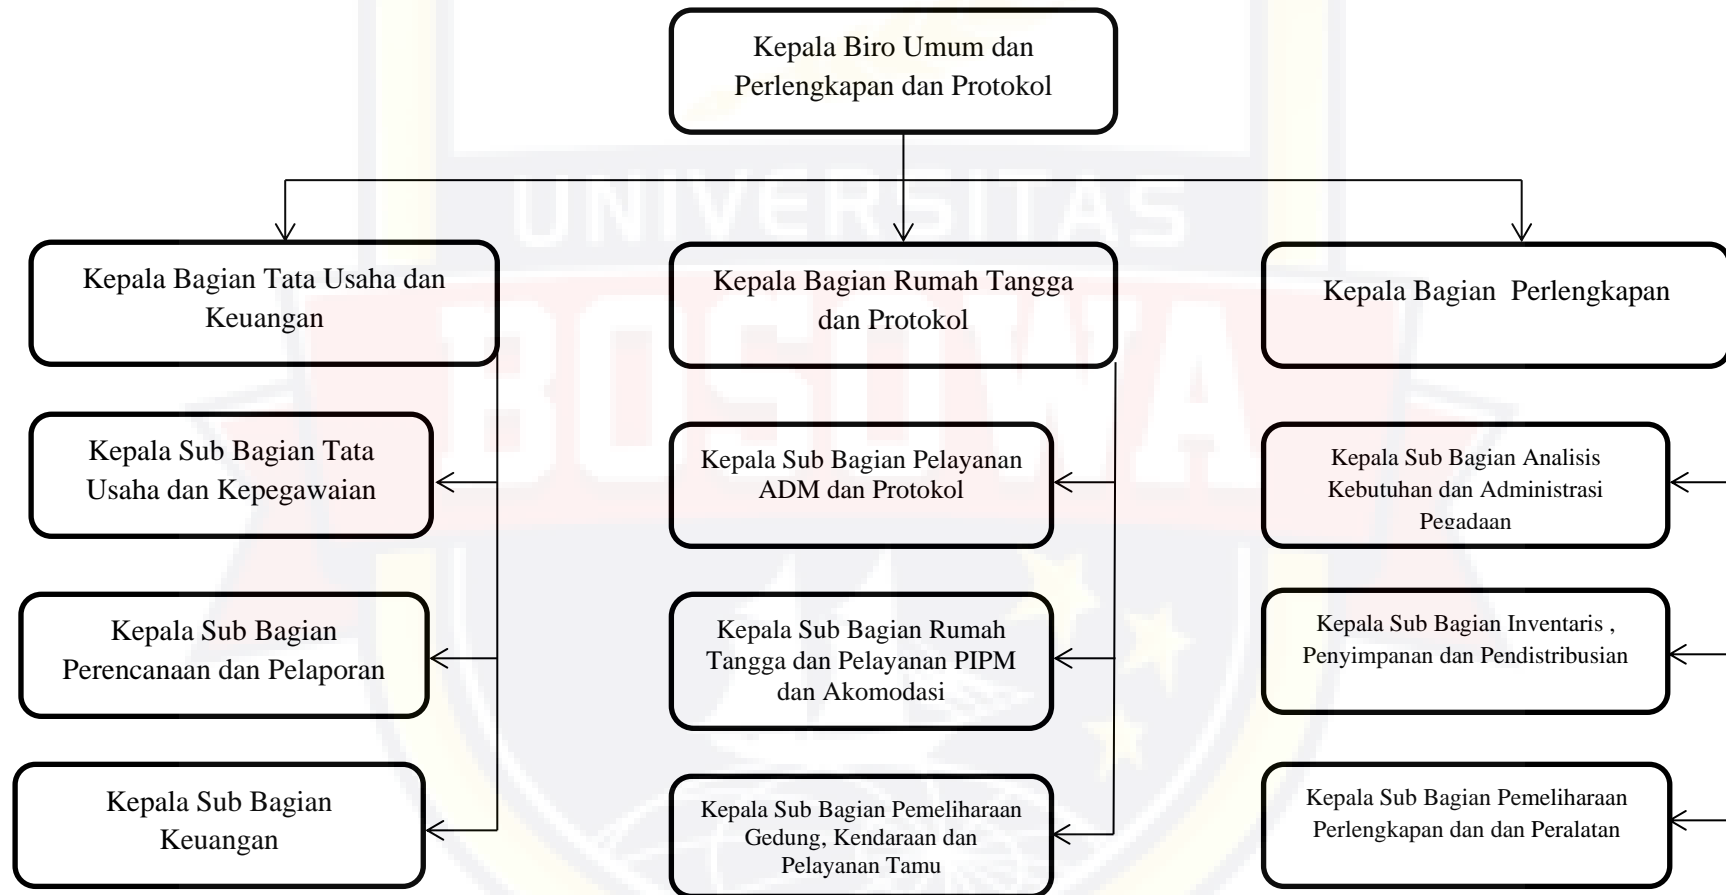 Kepala Biro Umum dan
Perlengkapan dan Protokol
UNIVERSITAS
BOSOWA
Kepala Bagian Tata Usaha dan
Keuangan
Kepala Bagian Rumah Tangga
dan Protokol
Kepala Bagian Perlengkapan
Kepala Sub Bagian Tata
Usaha dan Kepegawaian
Kepala Sub Bagian Pelayanan
ADM dan Protokol
Kepala Sub Bagian Analisis
Kebutuhan dan Administrasi
Pegadaan
Kepala Sub Bagian
Perencanaan dan Pelaporan
Kepala Sub Bagian Rumah
Tangga dan Pelayanan PIPM
dan Akomodasi
Kepala Sub Bagian Inventaris ,
Penyimpanan dan Pendistribusian
Kepala Sub Bagian
Keuangan
Kepala Sub Bagian Pemeliharaan
Gedung, Kendaraan dan
Pelayanan Tamu
Kepala Sub Bagian Pemeliharaan
Perlengkapan dan dan Peralatan